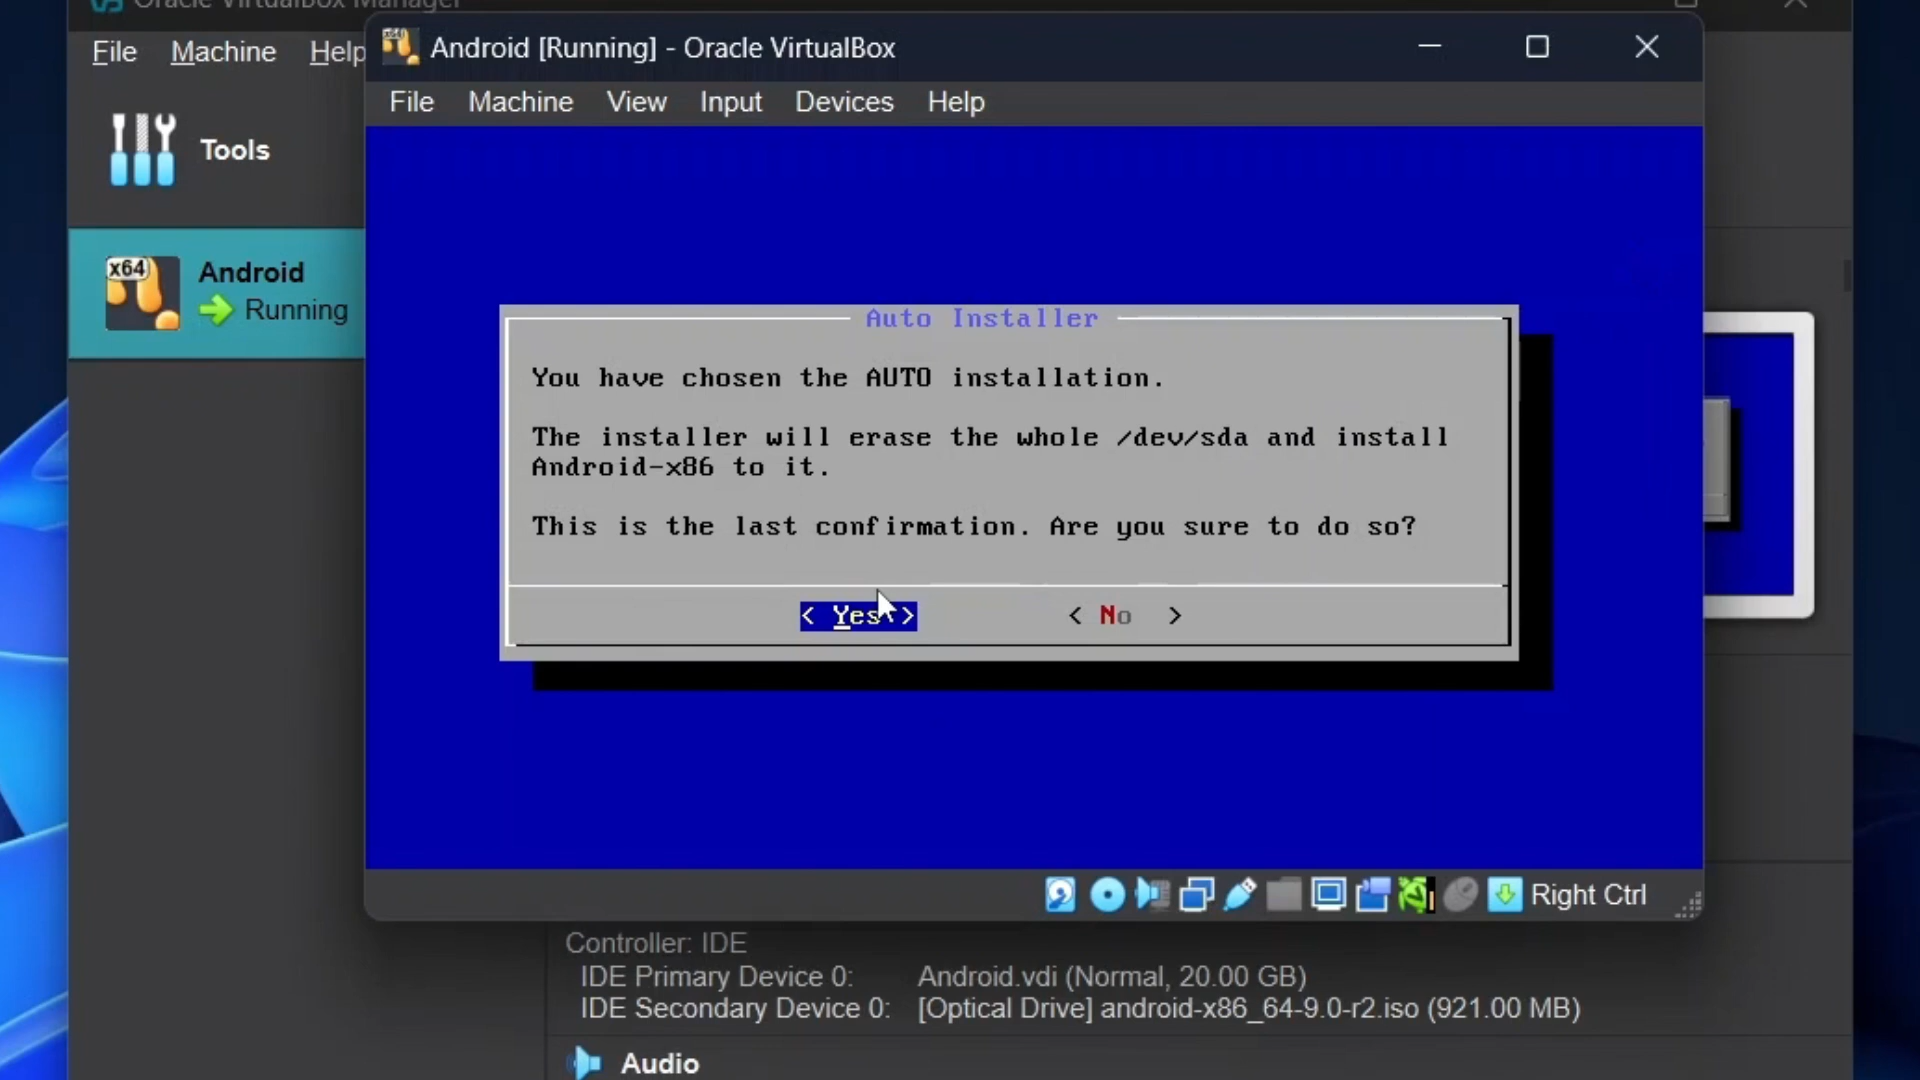 Oracle VirtualBox Manager
File Machine Help
Tools
x64
Android
Running
Android [Running] - Oracle VirtualBox
File Machine View Input Devices Help
Auto Installer
You have chosen the AUTO installation.
The installer will erase the whole /dev/sda and install
Android-x86 to it.
This is the last confirmation. Are you sure to do so?
< Yes > < No >
Right Ctrl
Controller: IDE
IDE Primary Device 0: Android.vdi (Normal, 20.00 GB)
IDE Secondary Device 0: [Optical Drive] android-x86_64-9.0-r2.iso (921.00 MB)
Audio